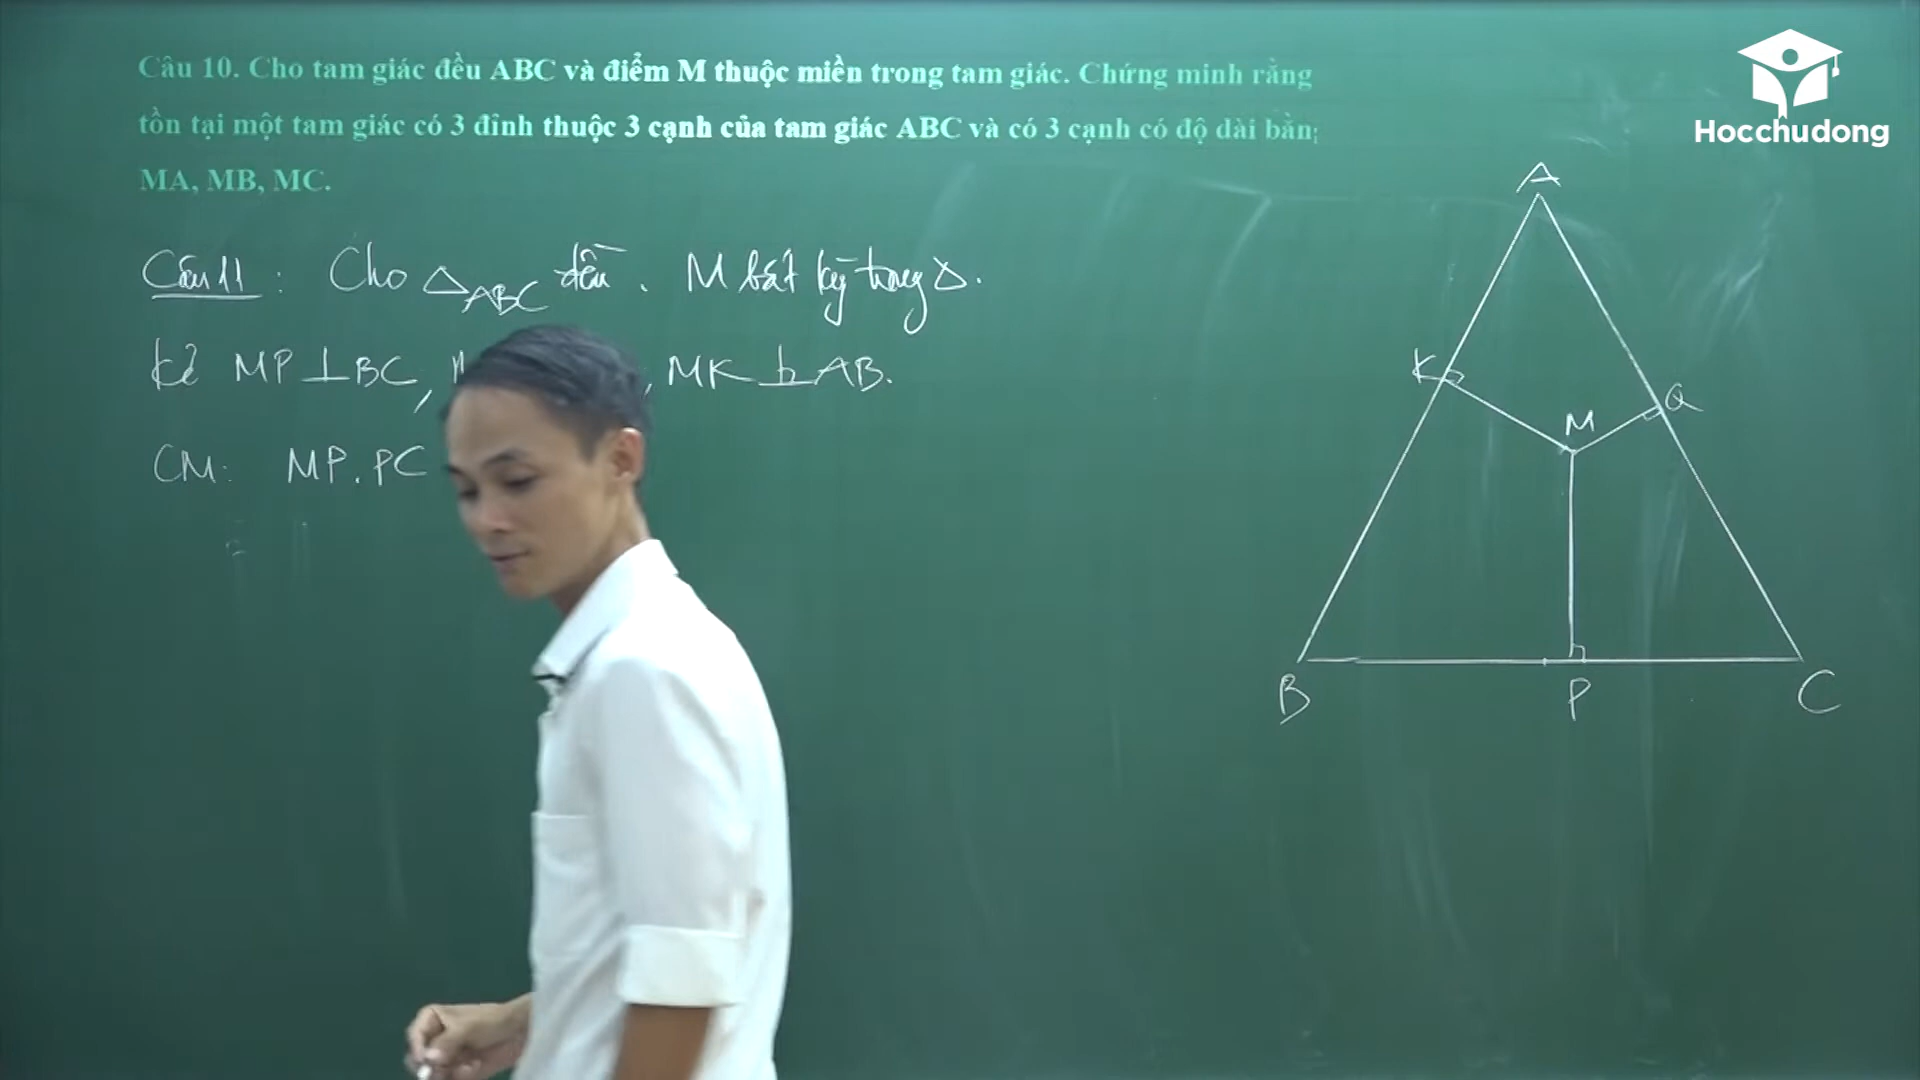 Hocchudong
Câu 10. Cho tam giác đều ABC và điểm M thuộc miền trong tam giác. Chứng minh rằng
tồn tại một tam giác có 3 đỉnh thuộc 3 cạnh của tam giác ABC và có 3 cạnh có độ dài bằn
MA, MB, MC.
Câu 11 : Cho △ABC đều . M bất kỳ trong △.
Kẻ MP ⊥ BC, , MK ⊥ AB.
CM: MP.PC
A
K
M
Q
B
P
C